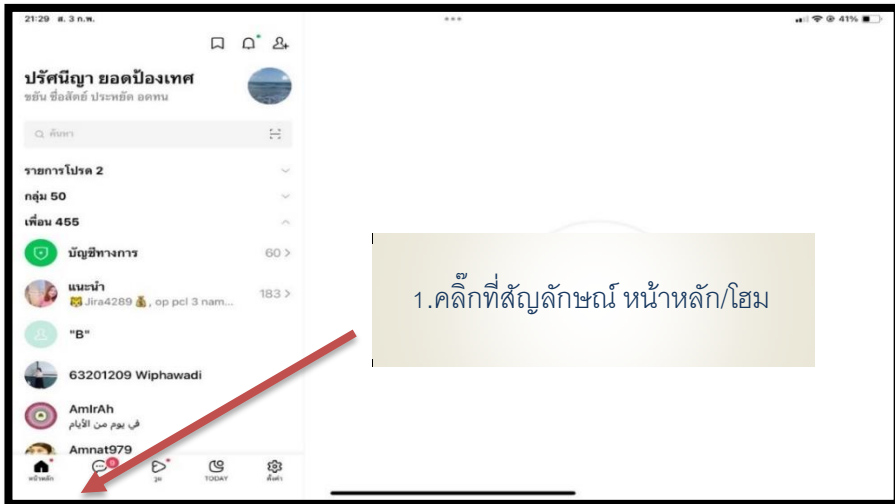 21:29 ส. 3 ก.พ.
41%
ปรัศนีญา ยอดป้องเทศ
ขยัน ซื่อสัตย์ ประหยัด อดทน
ค้นหา
รายการโปรด 2
กลุ่ม 50
เพื่อน 455
บัญชีทางการ 60
แนะนำ
Jira4289 💰, op pcl 3 nam... 183
"B"
63201209 Wiphawadi
AmIrAh
في يوم من الأيام
Amnat979
หน้าหลัก TODAY ตั้งค่า
1.คลิ๊กที่สัญลักษณ์ หน้าหลัก/โฮม